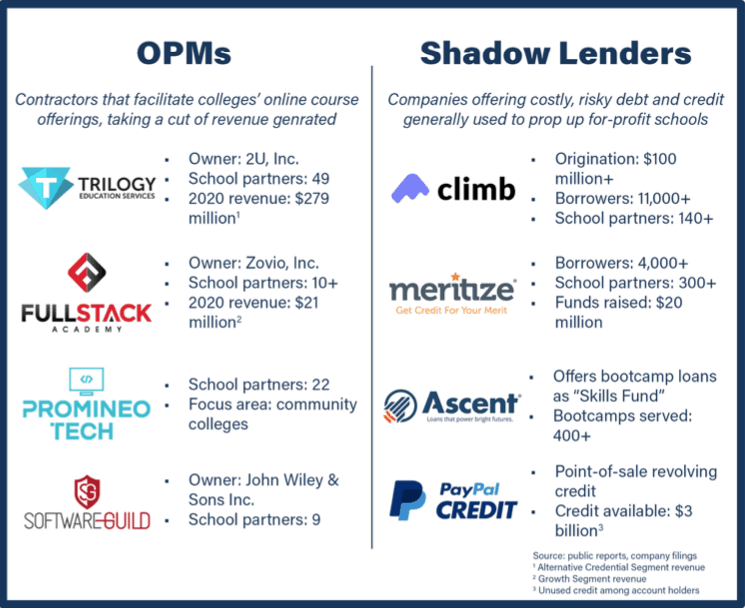 OPMs
Contractors that facilitate colleges’ online course
offerings, taking a cut of revenue genrated
T TRILOGY
EDUCATION SERVICES
▪ Owner: 2U, Inc.
▪ School partners: 49
▪ 2020 revenue: $279
million¹
FULLSTACK
ACADEMY
▪ Owner: Zovio, Inc.
▪ School partners: 10+
▪ 2020 revenue: $21
million²
</>
PROMINEO
TECH
▪ School partners: 22
▪ Focus area: community
colleges
SG
SOFTWARE GUILD
▪ Owner: John Wiley &
Sons Inc.
▪ School partners: 9
Shadow Lenders
Companies offering costly, risky debt and credit
generally used to prop up for-profit schools
climb
▪ Origination: $100
million+
▪ Borrowers: 11,000+
▪ School partners: 140+
meritize
Get Credit For Your Merit
▪ Borrowers: 4,000+
▪ School partners: 300+
▪ Funds raised: $20
million
Ascent
Loans that power bright futures.
▪ Offers bootcamp loans
as “Skills Fund”
▪ Bootcamps served:
400+
PayPal
CREDIT
▪ Point-of-sale revolving
credit
▪ Credit available: $3
billion³
Source: public reports, company filings
¹ Alternative Credential Segment revenue
² Growth Segment revenue
³ Unused credit among account holders